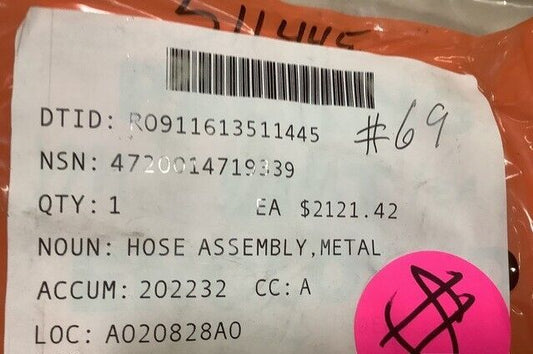 511445
DTID: R0911613511445
#69
NSN: 4720014719339
QTY: 1 EA $2121.42
NOUN: HOSE ASSEMBLY,METAL
ACCUM: 202232 CC: A
LOC: A020828A0